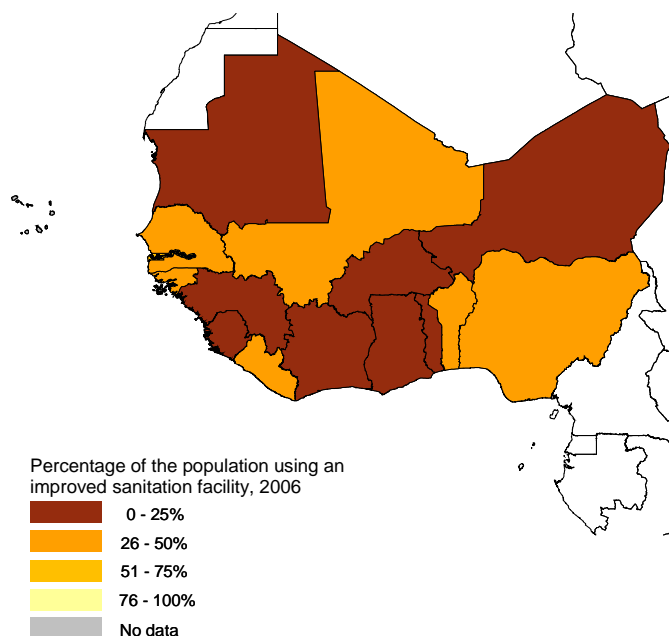 Percentage of the population using an
improved sanitation facility, 2006
0 - 25%
26 - 50%
51 - 75%
76 - 100%
No data